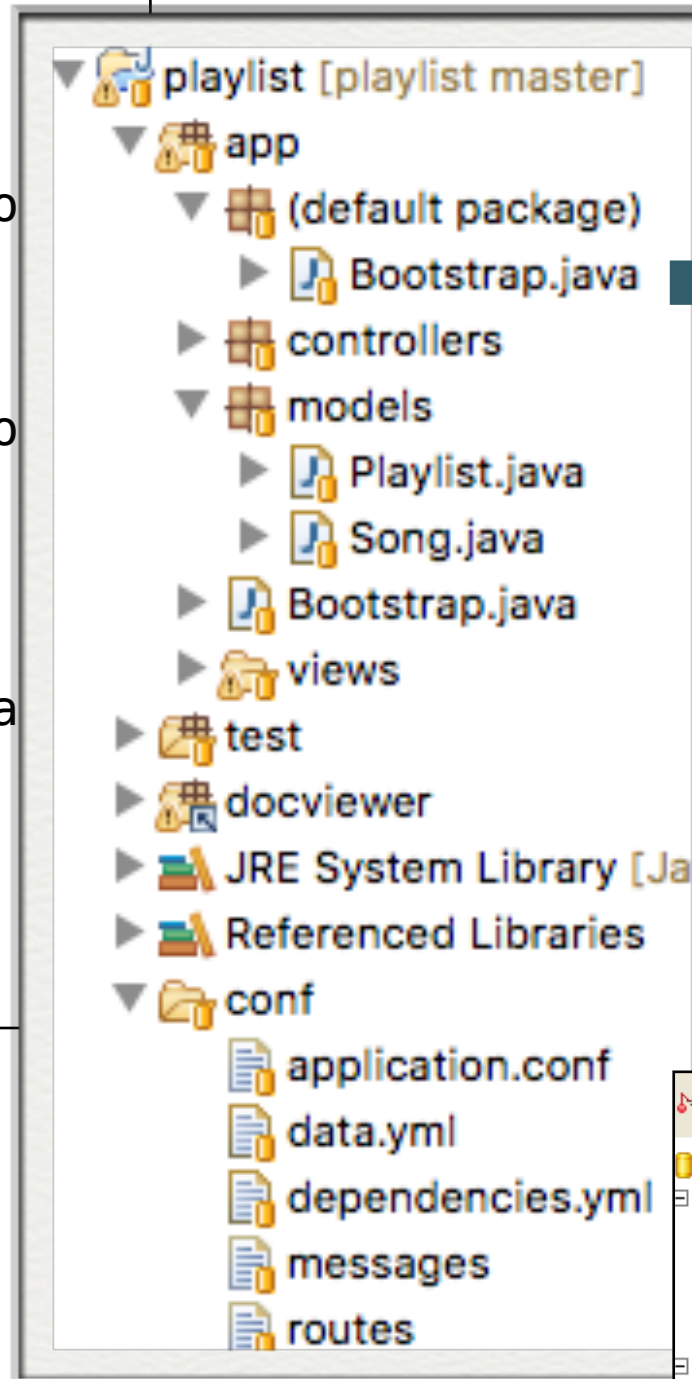 playlist [playlist master]
app
(default package)
Bootstrap.java
controllers
models
Playlist.java
Song.java
Bootstrap.java
views
test
docviewer
JRE System Library [Ja
Referenced Libraries
conf
application.conf
data.yml
dependencies.yml
messages
routes